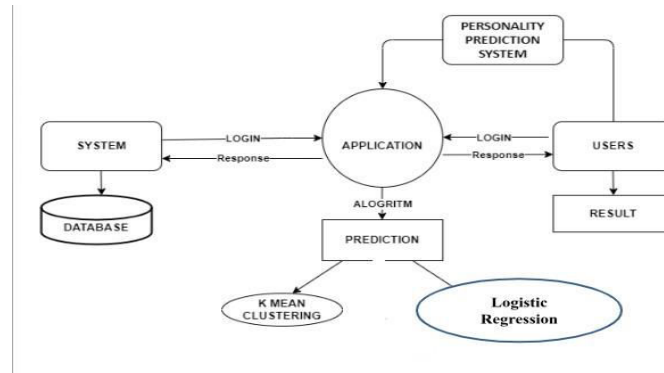 PERSONALITY
PREDICTION
SYSTEM
SYSTEM
LOGIN
Response
APPLICATION
LOGIN
Response
USERS
DATABASE
ALOGRITM
RESULT
PREDICTION
K MEAN
CLUSTERING
Logistic
Regression